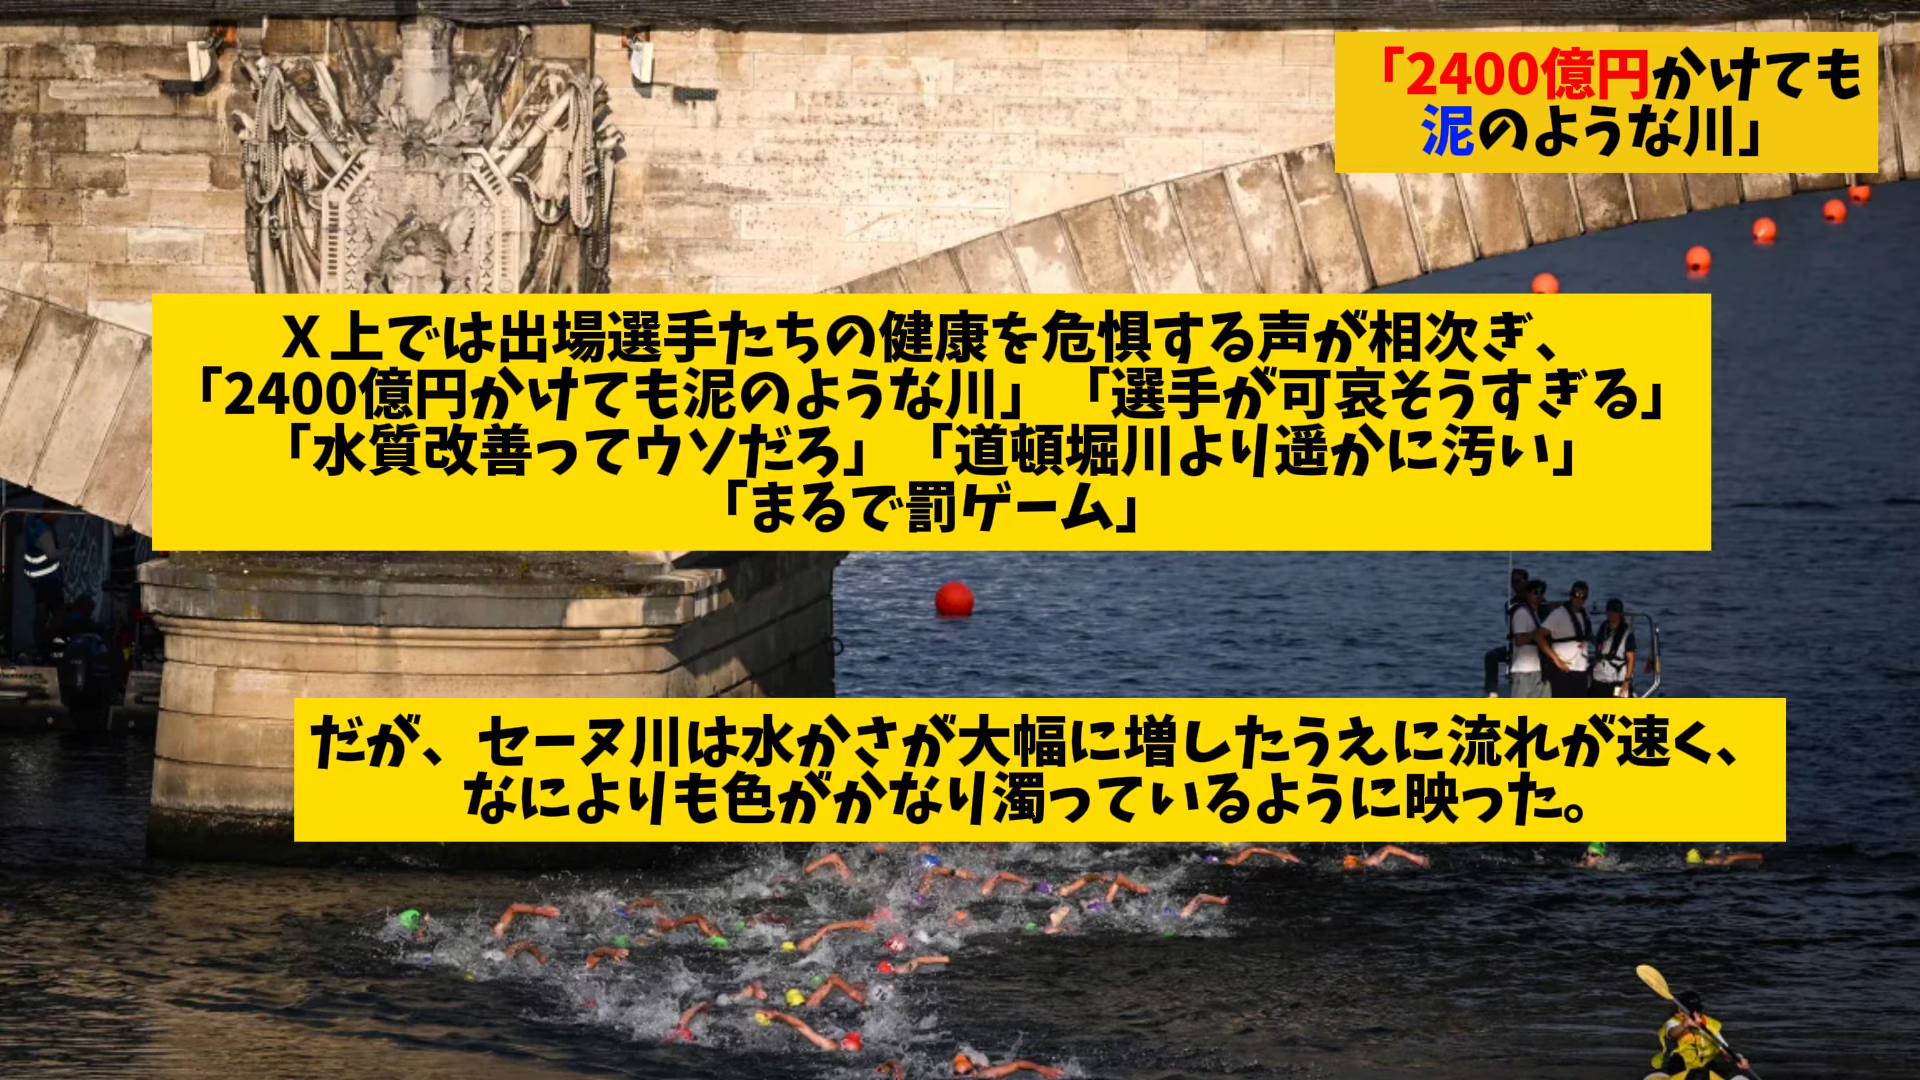 「2400億円かけても
泥のような川」
X上では出場選手たちの健康を危惧する声が相次ぎ、
「2400億円かけても泥のような川」「選手が可哀そうすぎる」
「水質改善ってウソだろ」「道頓堀川より遥かに汚い」
「まるで罰ゲーム」
だが、セーヌ川は水かさが大幅に増したうえに流れが速く、
なによりも色がかなり濁っているように映った。